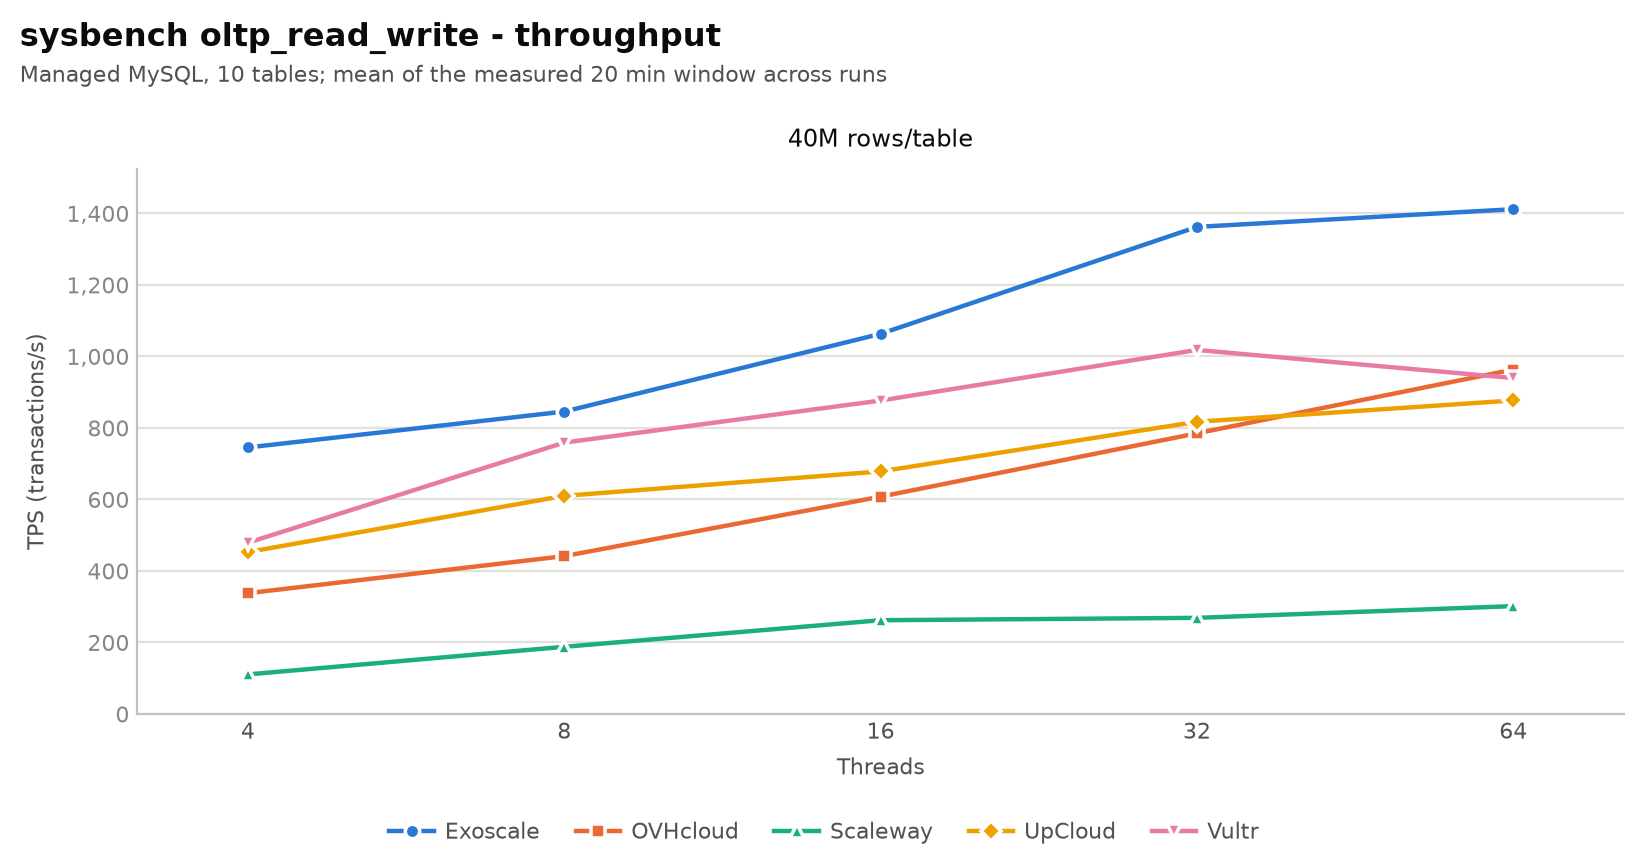 sysbench oltp_read_write - throughput
Managed MySQL, 10 tables; mean of the measured 20 min window across runs
40M rows/table
TPS (transactions/s)
1,400
1,200
1,000
800
600
400
200
0
4 8 16 32 64
Threads
Exoscale OVHcloud Scaleway UpCloud Vultr